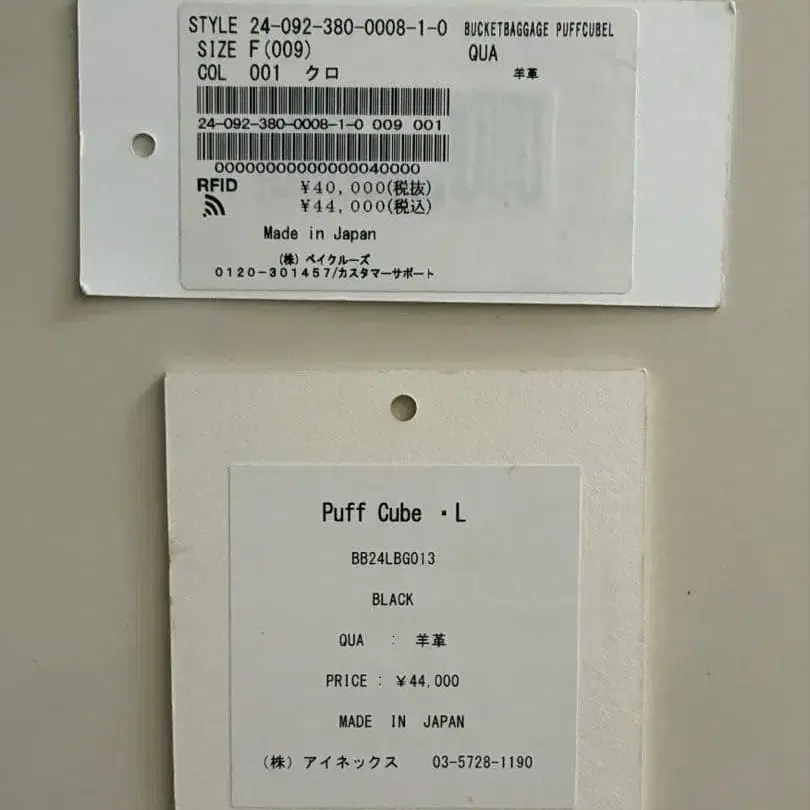 STYLE 24-092-380-0008-1-0 BUCKETBAGGAGE PUFFCUBEL
SIZE F(009) QUA
COL 001 クロ 羊革
24-092-380-0008-1-0 009 001
00000000000000040000
RFID ¥40,000(税抜)
¥44,000(税込)
Made in Japan
(株) ベイクルーズ
0120-301457/カスタマーサポート
Puff Cube ・L
BB24LBG013
BLACK
QUA : 羊革
PRICE : ¥44,000
MADE IN JAPAN
(株) アイネックス 03-5728-1190